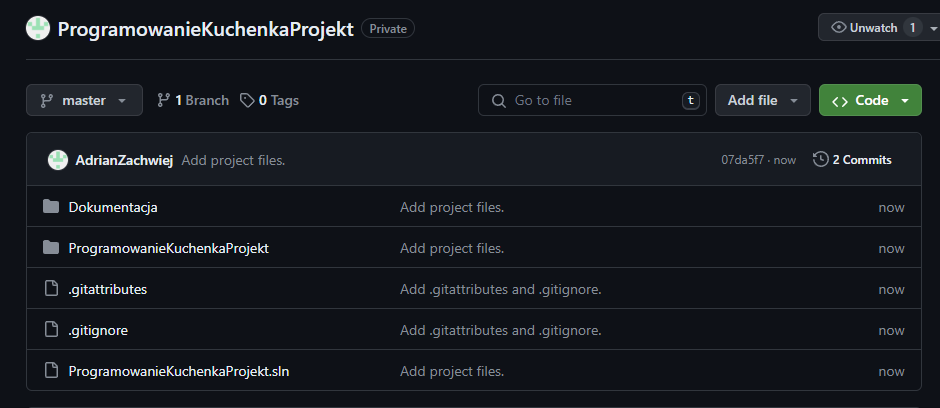 ProgramowanieKuchenkaProjekt Private Unwatch 1
master 1 Branch 0 Tags Go to file t Add file Code
AdrianZachwiej Add project files. 07da5f7 · now 2 Commits
Dokumentacja Add project files. now
ProgramowanieKuchenkaProjekt Add project files. now
.gitattributes Add .gitattributes and .gitignore. now
.gitignore Add .gitattributes and .gitignore. now
ProgramowanieKuchenkaProjekt.sln Add project files. now